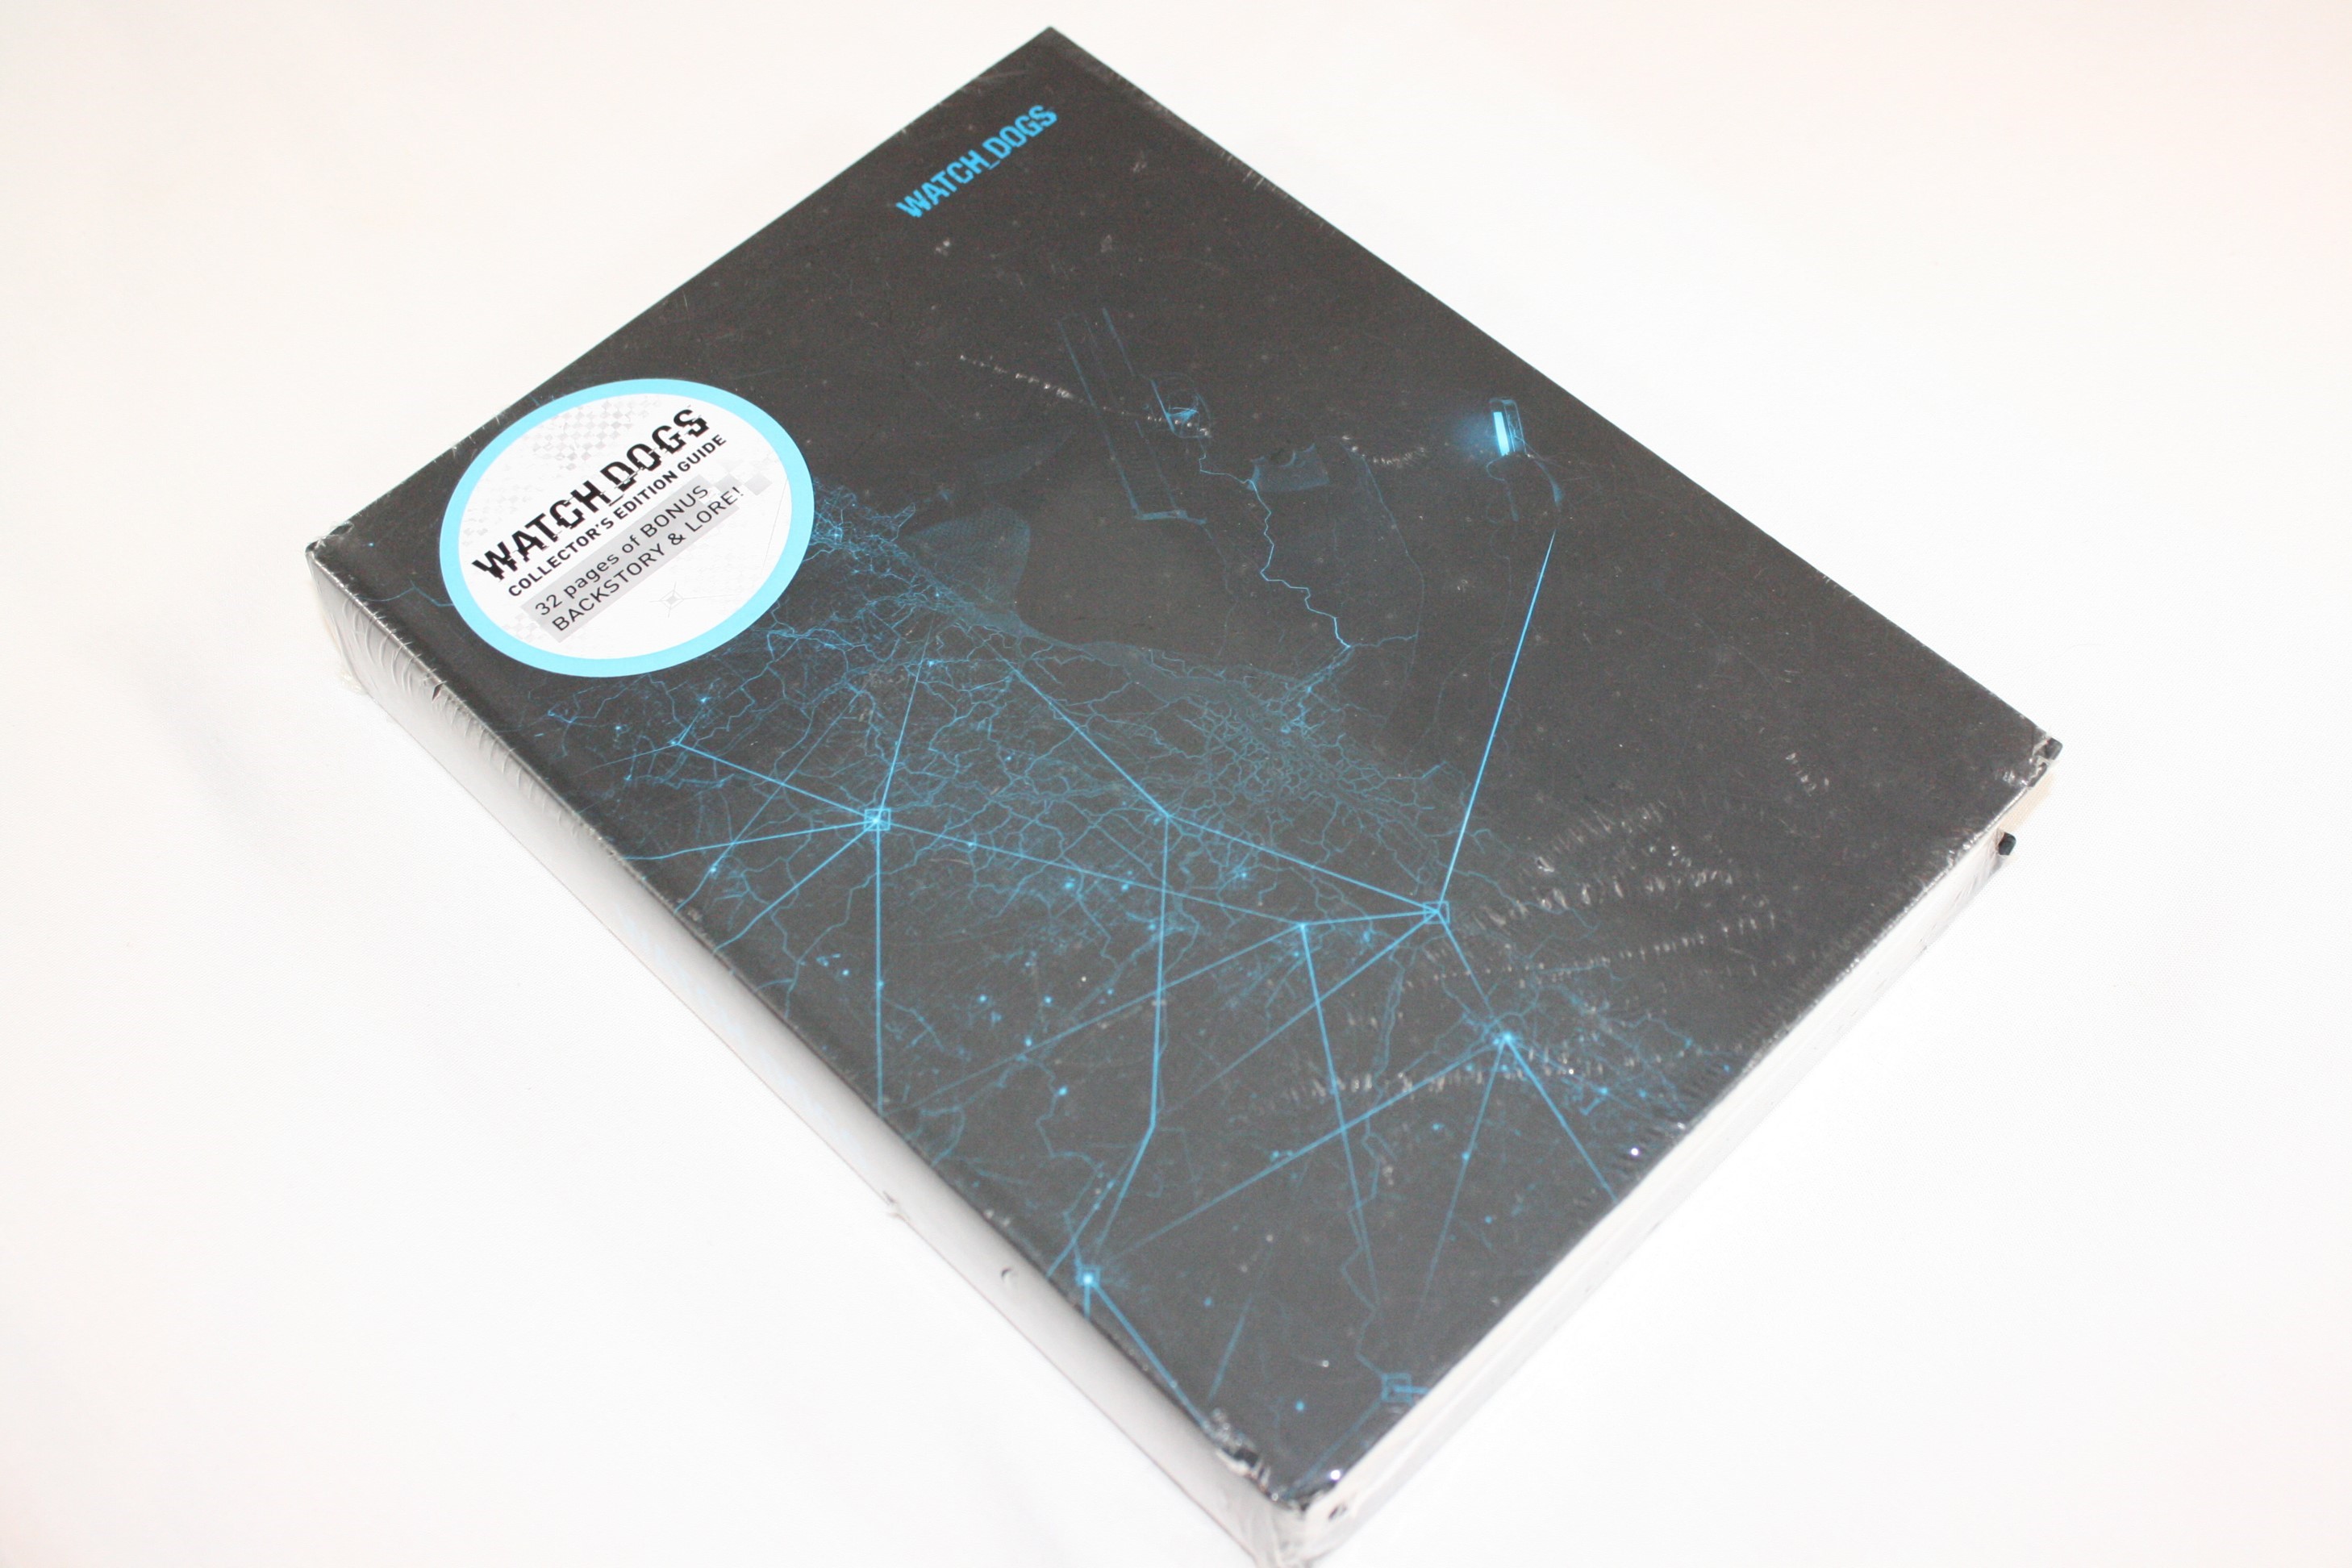 WATCH_DOGS
WATCH_DOGS
COLLECTOR'S EDITION GUIDE
32 pages of BONUS
BACKSTORY & LORE!